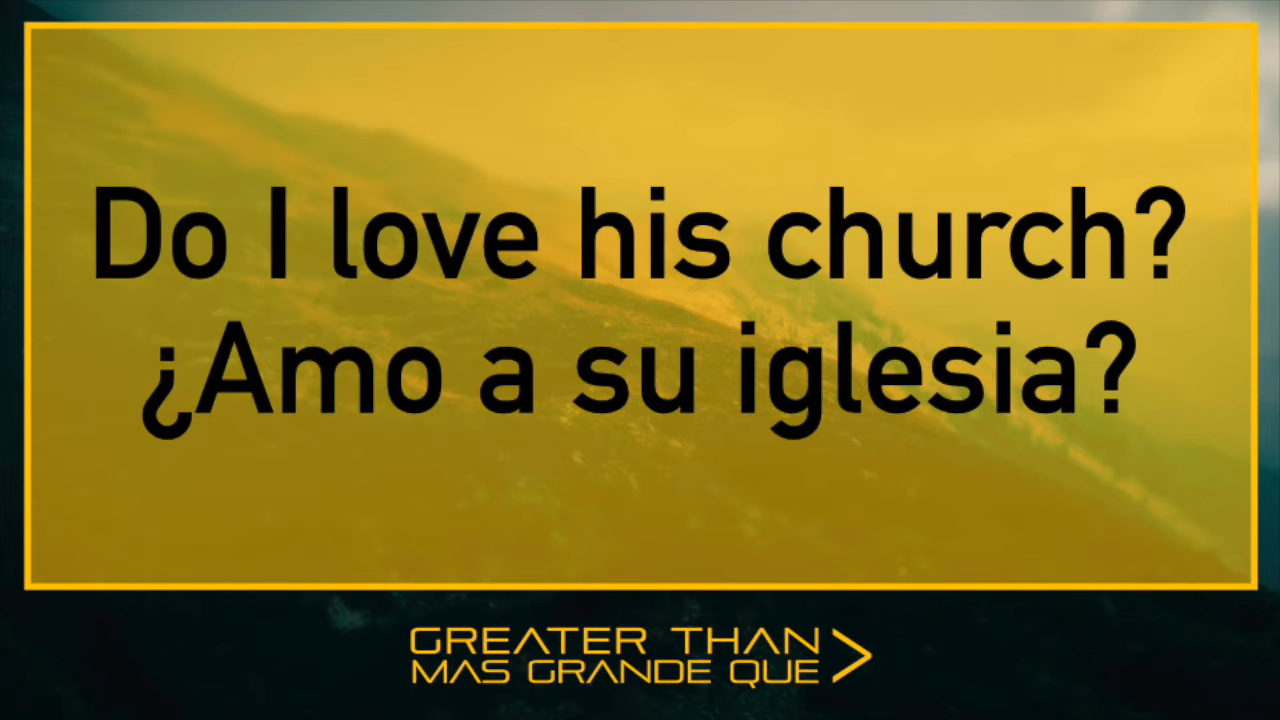 Do I love his church?
¿Amo a su iglesia?
GREATER THAN >
MAS GRANDE QUE